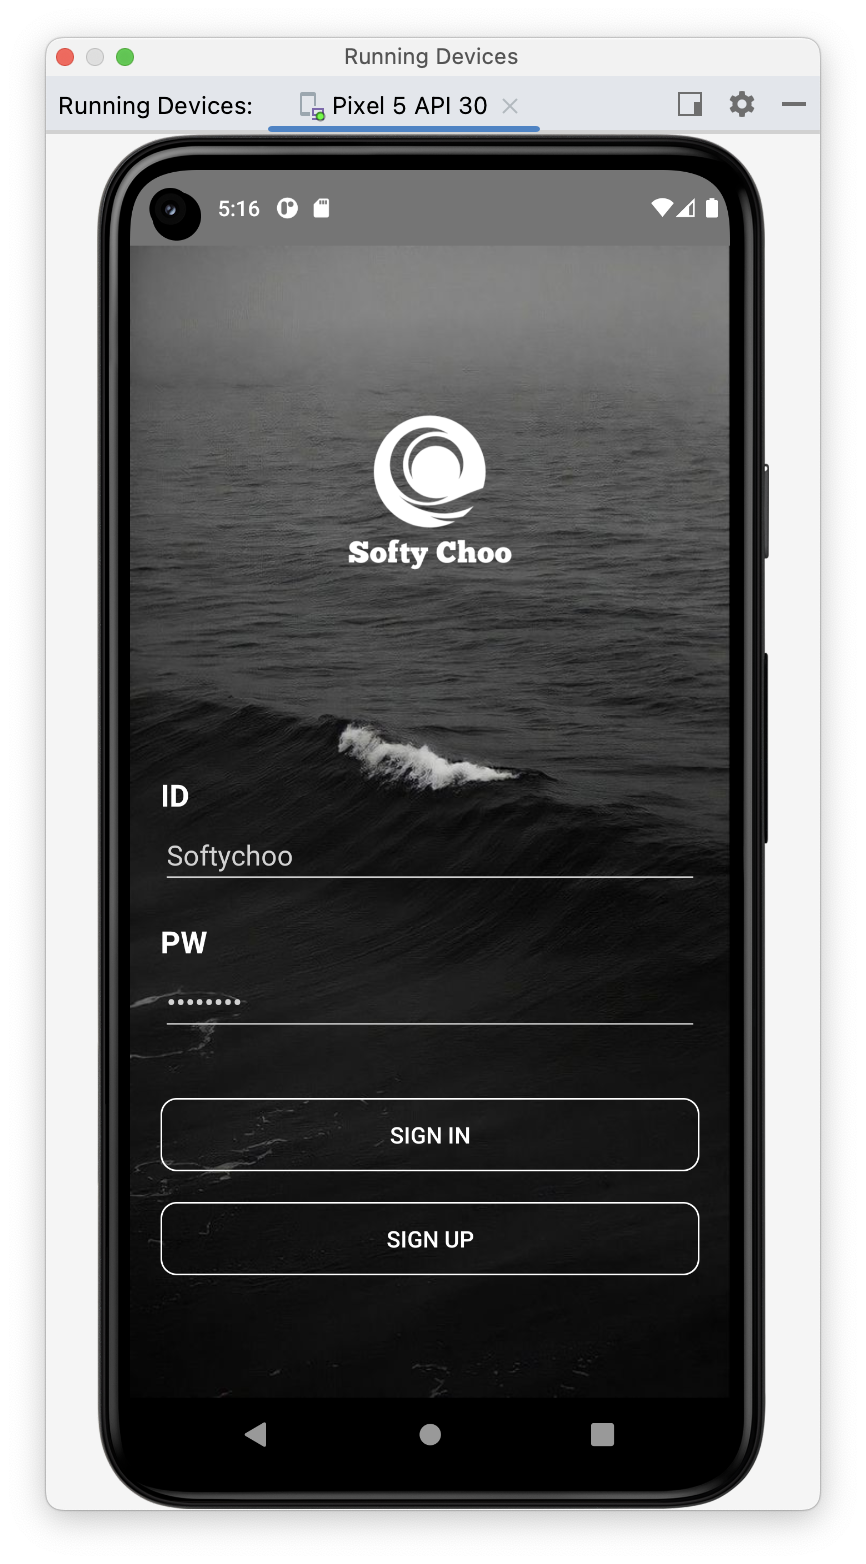 Running Devices
Running Devices: Pixel 5 API 30
5:16
Softy Choo
ID
Softychoo
PW
••••••••
SIGN IN
SIGN UP